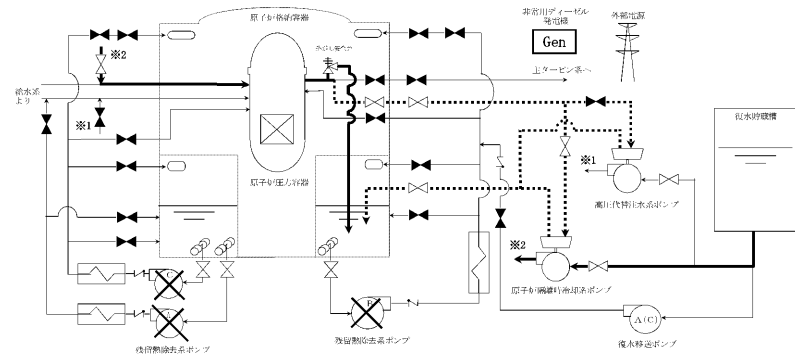 原子炉格納容器
非常用ディーゼル
発電機
外部電源
Gen
※2
逃がし安全弁
主タービン系へ
給水系
より
※1
復水貯蔵槽
※1
原子炉圧力容器
高圧代替注水系ポンプ
※2
原子炉隔離時冷却系ポンプ
C
B
A
A(C)
残留熱除去系ポンプ
残留熱除去系ポンプ
復水移送ポンプ